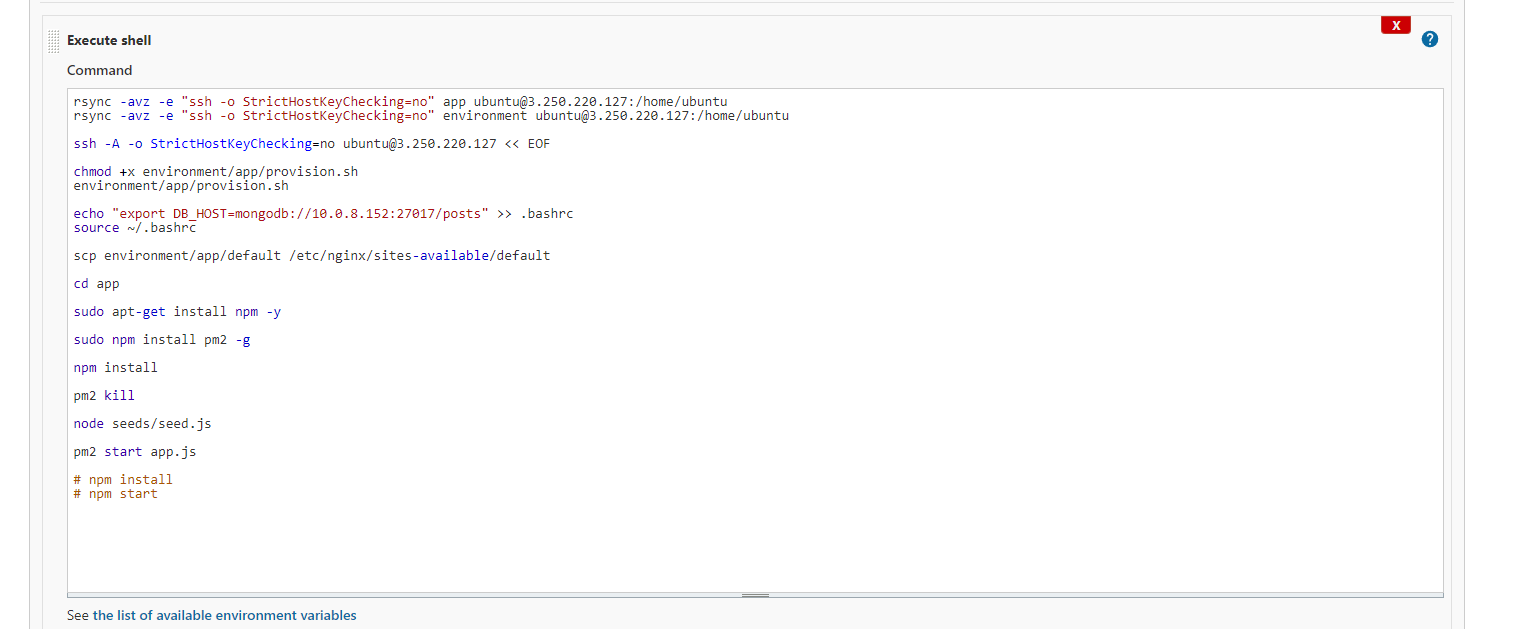 X
Execute shell
?
Command
rsync -avz -e "ssh -o StrictHostKeyChecking=no" app ubuntu@3.250.220.127:/home/ubuntu
rsync -avz -e "ssh -o StrictHostKeyChecking=no" environment ubuntu@3.250.220.127:/home/ubuntu
ssh -A -o StrictHostKeyChecking=no ubuntu@3.250.220.127 << EOF
chmod +x environment/app/provision.sh
environment/app/provision.sh
echo "export DB_HOST=mongodb://10.0.8.152:27017/posts" >> .bashrc
source ~/.bashrc
scp environment/app/default /etc/nginx/sites-available/default
cd app
sudo apt-get install npm -y
sudo npm install pm2 -g
npm install
pm2 kill
node seeds/seed.js
pm2 start app.js
# npm install
# npm start
See the list of available environment variables